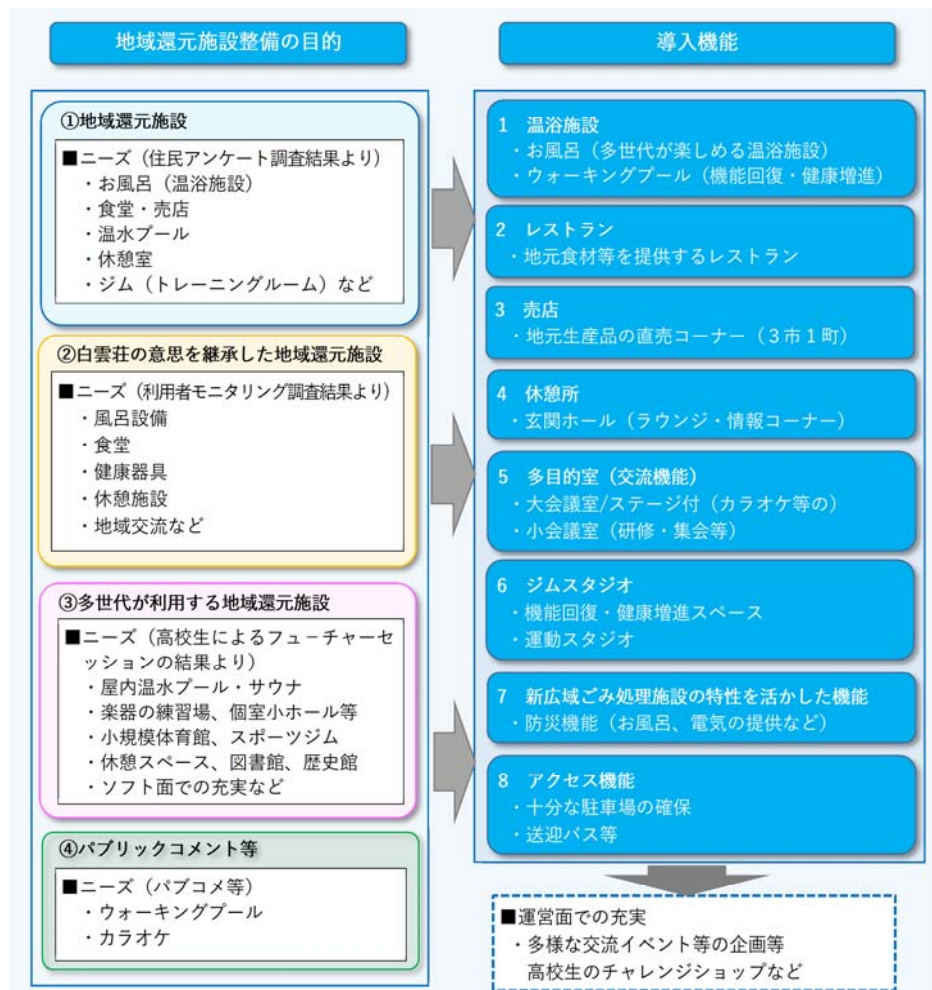 地域還元施設整備の目的
導入機能
①地域還元施設
■ニーズ（住民アンケート調査結果より）
・お風呂（温浴施設）
・食堂・売店
・温水プール
・休憩室
・ジム（トレーニングルーム）など
②白雲荘の意思を継承した地域還元施設
■ニーズ（利用者モニタリング調査結果より）
・風呂設備
・食堂
・健康器具
・休憩施設
・地域交流など
③多世代が利用する地域還元施設
■ニーズ（高校生によるフューチャーセ
ッションの結果より）
・屋内温水プール・サウナ
・楽器の練習場、個室小ホール等
・小規模体育館、スポーツジム
・休憩スペース、図書館、歴史館
・ソフト面での充実など
④パブリックコメント等
■ニーズ（パブコメ等）
・ウォーキングプール
・カラオケ
1 温浴施設
・お風呂（多世代が楽しめる温浴施設）
・ウォーキングプール（機能回復・健康増進）
2 レストラン
・地元食材等を提供するレストラン
3 売店
・地元生産品の直売コーナー（３市１町）
4 休憩所
・玄関ホール（ラウンジ・情報コーナー）
5 多目的室（交流機能）
・大会議室/ステージ付（カラオケ等の）
・小会議室（研修・集会等）
6 ジムスタジオ
・機能回復・健康増進スペース
・運動スタジオ
7 新広域ごみ処理施設の特性を活かした機能
・防災機能（お風呂、電気の提供など）
8 アクセス機能
・十分な駐車場の確保
・送迎バス等
■運営面での充実
・多様な交流イベント等の企画等
高校生のチャレンジショップなど